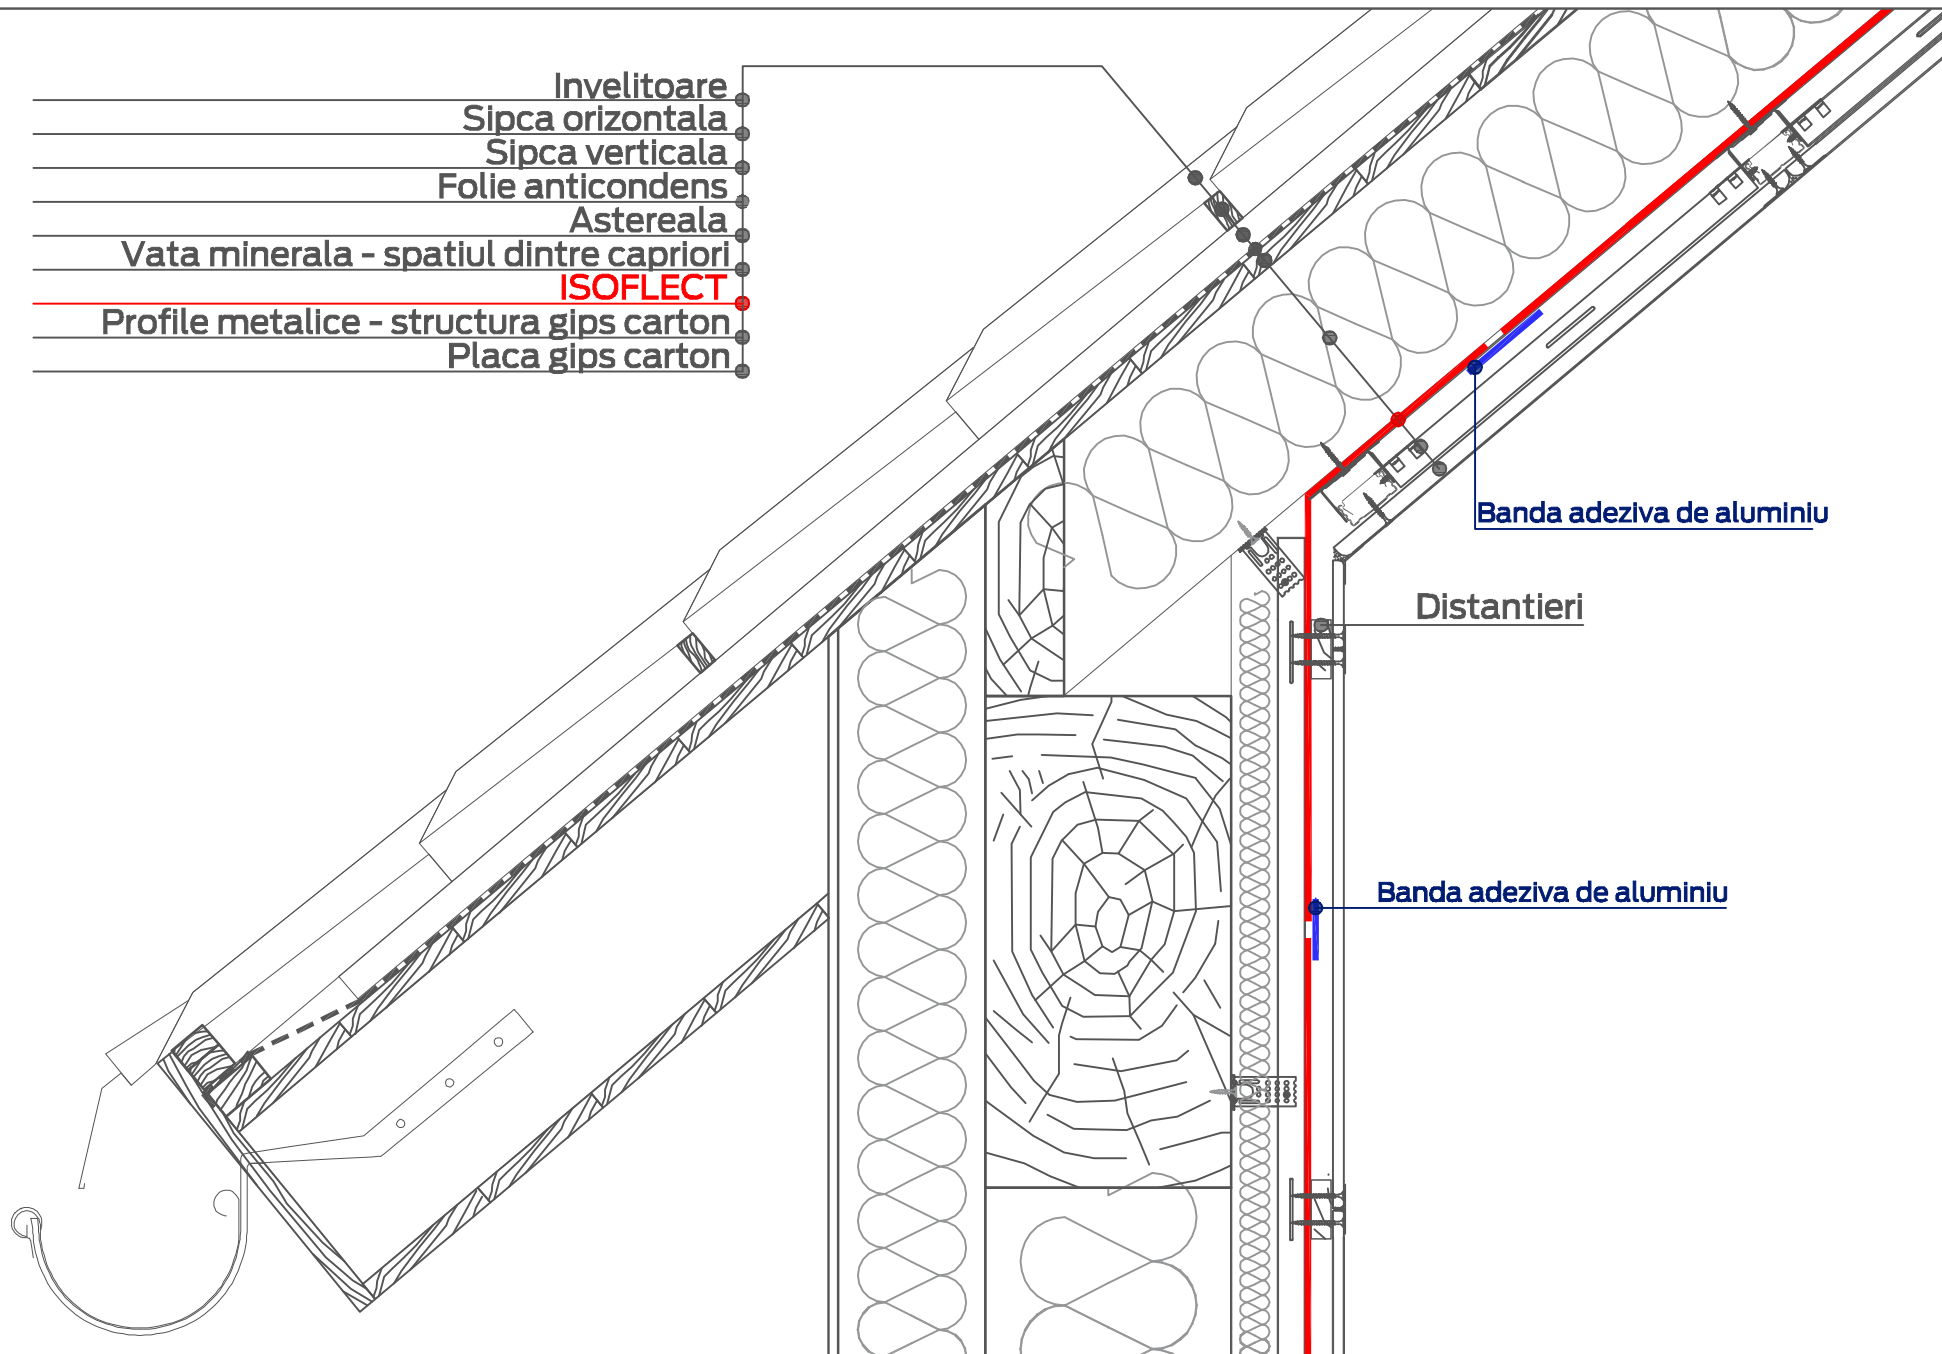 Invelitoare
Sipca orizontala
Sipca verticala
Folie anticondens
Astereala
Vata minerala - spatiul dintre capriori
ISOFLECT
Profile metalice - structura gips carton
Placa gips carton
Banda adeziva de aluminiu
Distantieri
Banda adeziva de aluminiu